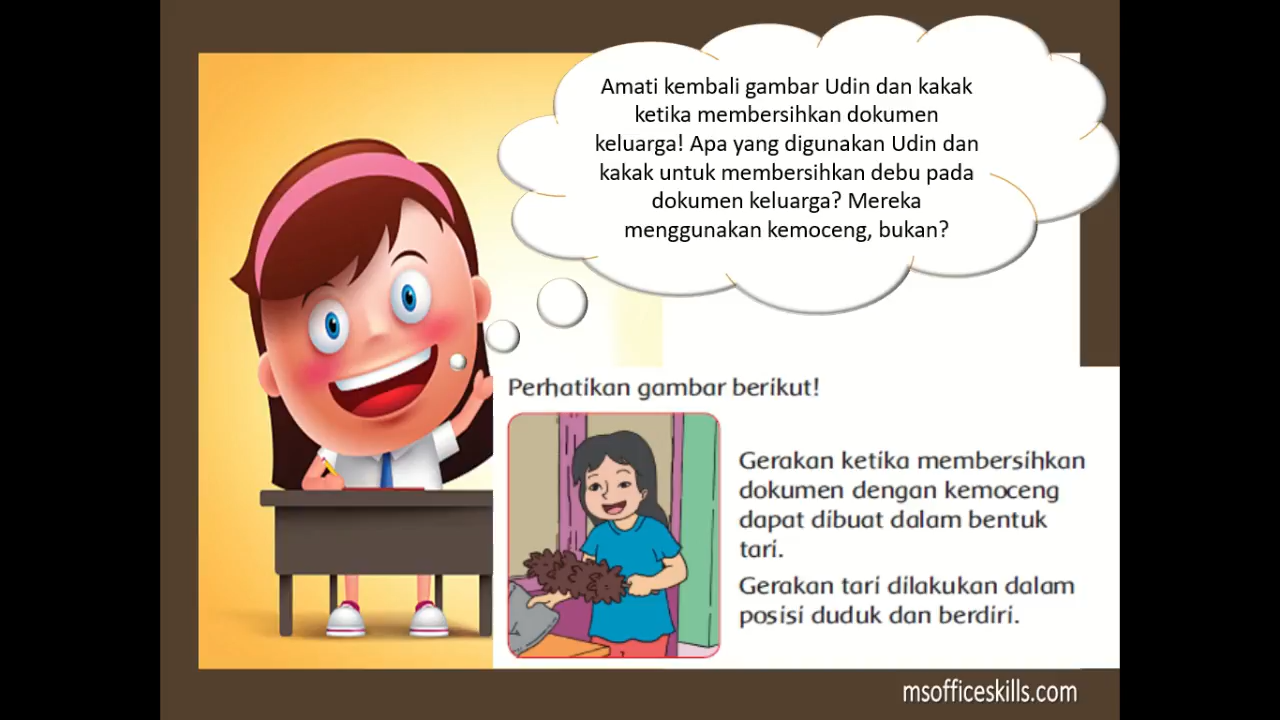 Amati kembali gambar Udin dan kakak
ketika membersihkan dokumen
keluarga! Apa yang digunakan Udin dan
kakak untuk membersihkan debu pada
dokumen keluarga? Mereka
menggunakan kemoceng, bukan?
Perhatikan gambar berikut!
Gerakan ketika membersihkan
dokumen dengan kemoceng
dapat dibuat dalam bentuk
tari.
Gerakan tari dilakukan dalam
posisi duduk dan berdiri.
msofficeskills.com